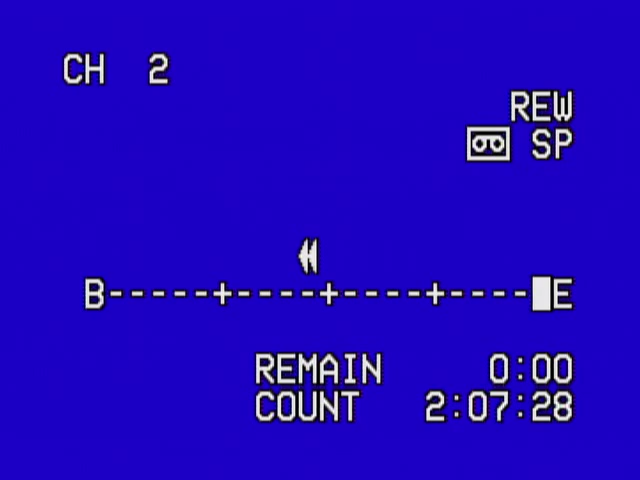 CH 2
REW
SP
B-----+----+----+----E
REMAIN 0:00
COUNT 2:07:28